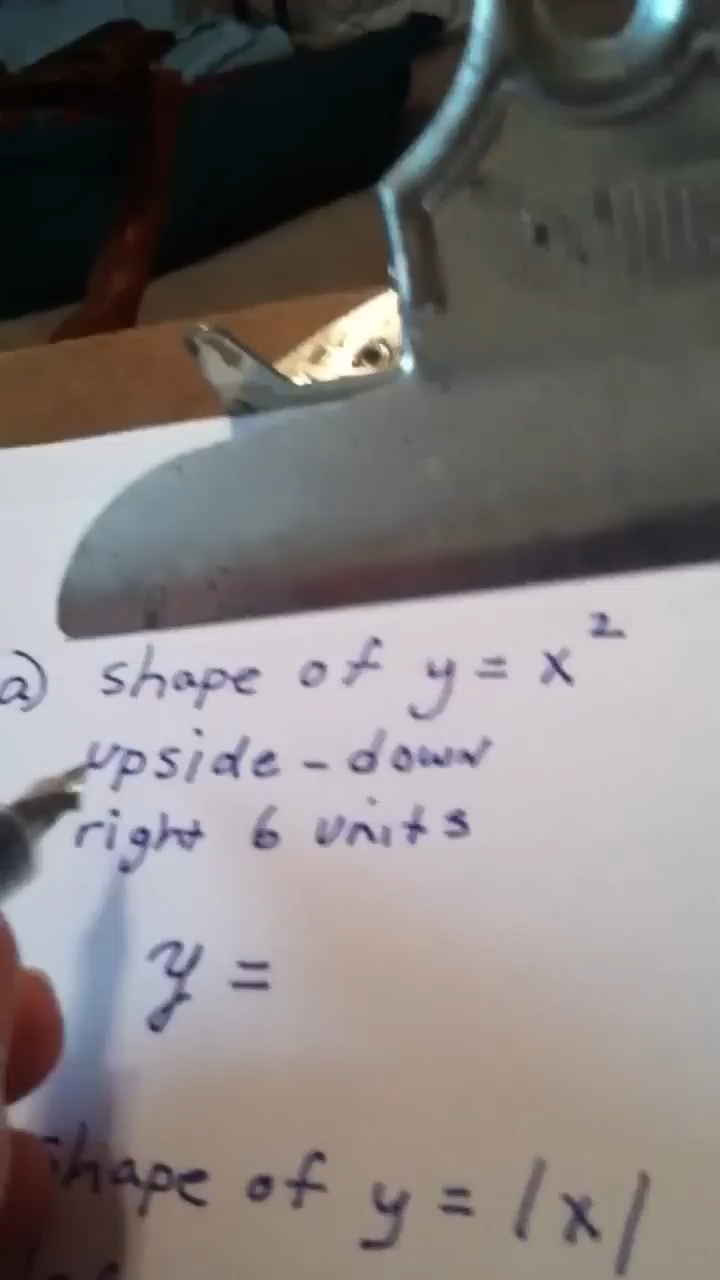 a) shape of y = x²
upside-down
right 6 units
y =
shape of y = |x|